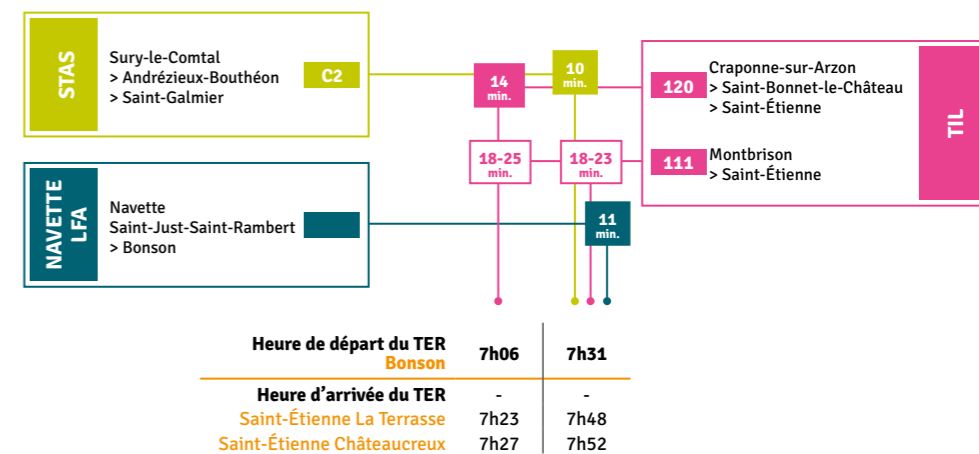 STAS
Sury-le-Comtal
> Andrézieux-Bouthéon
> Saint-Galmier
C2
NAVETTE
LFA
Navette
Saint-Just-Saint-Rambert
> Bonson
14
min.
10
min.
18-25
min.
18-23
min.
11
min.
120
Craponne-sur-Arzon
> Saint-Bonnet-le-Château
> Saint-Étienne
111
Montbrison
> Saint-Étienne
TIL
Heure de départ du TER
Bonson
7h06 7h31
Heure d’arrivée du TER - -
Saint-Étienne La Terrasse 7h23 7h48
Saint-Étienne Châteaucreux 7h27 7h52